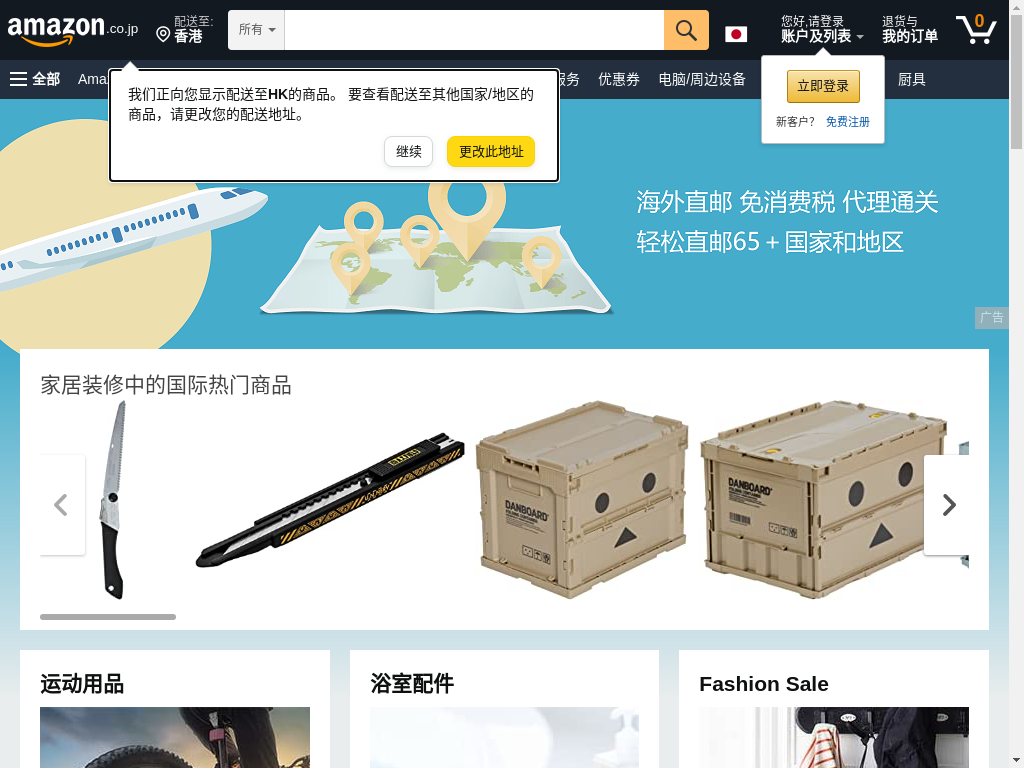 amazon.co.jp
配送至:
香港
所有
您好,请登录
账户及列表
退货与
我的订单
0
全部
服务
优惠券
电脑/周边设备
厨具
我们正向您显示配送至HK的商品。 要查看配送至其他国家/地区的
商品，请更改您的配送地址。
继续
更改此地址
立即登录
新客户?
免费注册
海外直邮 免消费税 代理通关
轻松直邮65＋国家和地区
广告
家居装修中的国际热门商品
DANBOARD
FOLDING CONTAINER
DANBOARD
FOLDING CONTAINER
运动用品
浴室配件
Fashion Sale